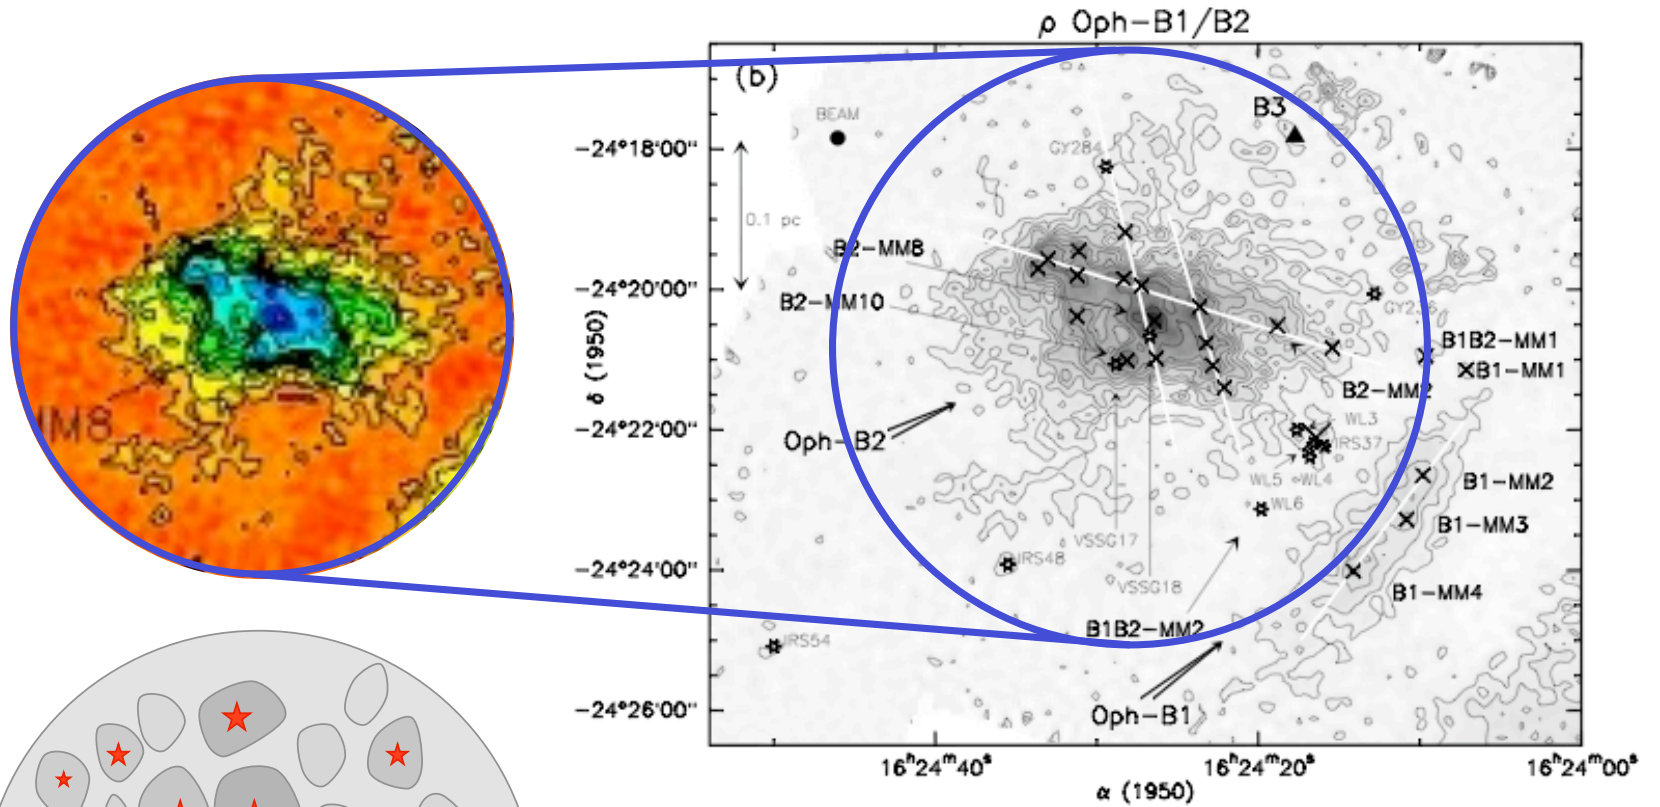 ρ Oph−B1/B2
(b)
B3
BEAM
−24°18'00"
GY284
0.1 pc
B2−MM8
−24°20'00"
B2−MM10
B1B2−MM1
B1−MM1
δ (1950)
B2−MM2
IM8
WL3
−24°22'00"
IRS37
Oph−B2
WL5
WL4
B1−MM2
WL6
B1−MM3
VSSG17
IRS48
−24°24'00"
VSSG18
B1−MM4
B1B2−MM2
IRS54
−24°26'00"
Oph−B1
16ʰ24ᵐ40ˢ
16ʰ24ᵐ20ˢ
16ʰ24ᵐ00ˢ
α (1950)